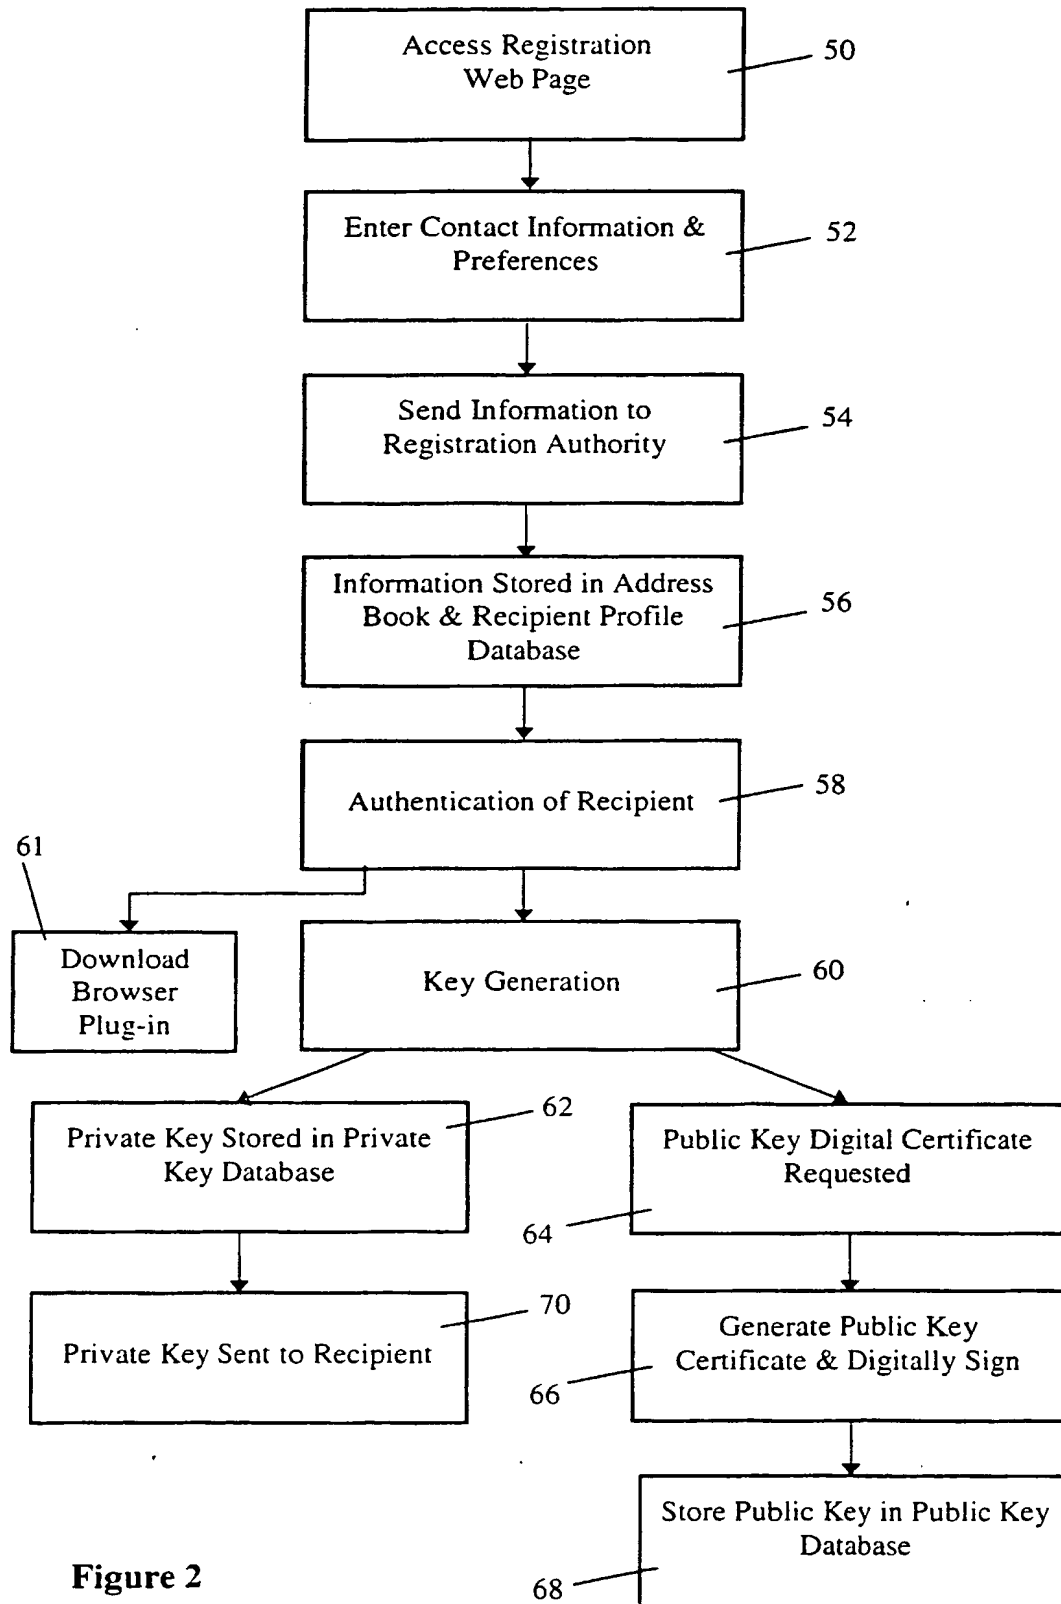 Access Registration
Web Page
50
Enter Contact Information &
Preferences
52
Send Information to
Registration Authority
54
Information Stored in Address
Book & Recipient Profile
Database
56
Authentication of Recipient
58
61
Download
Browser
Plug-in
Key Generation
60
Private Key Stored in Private
Key Database
62
Public Key Digital Certificate
Requested
64
Private Key Sent to Recipient
70
Generate Public Key
Certificate & Digitally Sign
66
Store Public Key in Public Key
Database
68
Figure 2